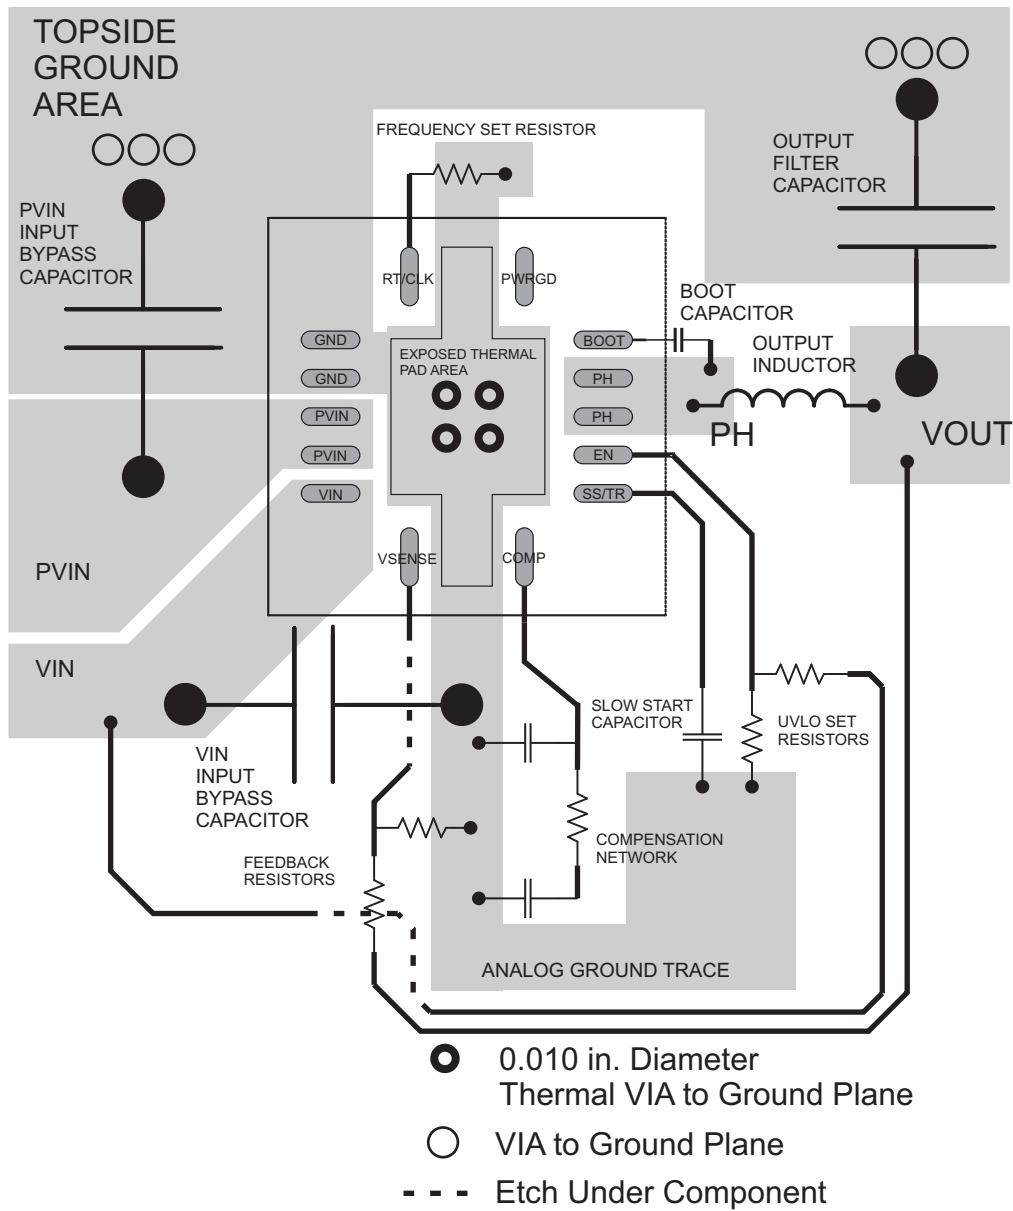 TOPSIDE
GROUND
AREA
FREQUENCY SET RESISTOR
OUTPUT
FILTER
CAPACITOR
PVIN
INPUT
BYPASS
CAPACITOR
RT/CLK
PWRGD
BOOT
CAPACITOR
GND
EXPOSED THERMAL
PAD AREA
BOOT
OUTPUT
INDUCTOR
GND
PH
PVIN
PH
PH
VOUT
PVIN
EN
VIN
SS/TR
VSENSE
COMP
PVIN
VIN
SLOW START
CAPACITOR
UVLO SET
RESISTORS
VIN
INPUT
BYPASS
CAPACITOR
COMPENSATION
NETWORK
FEEDBACK
RESISTORS
ANALOG GROUND TRACE
0.010 in. Diameter
Thermal VIA to Ground Plane
VIA to Ground Plane
Etch Under Component